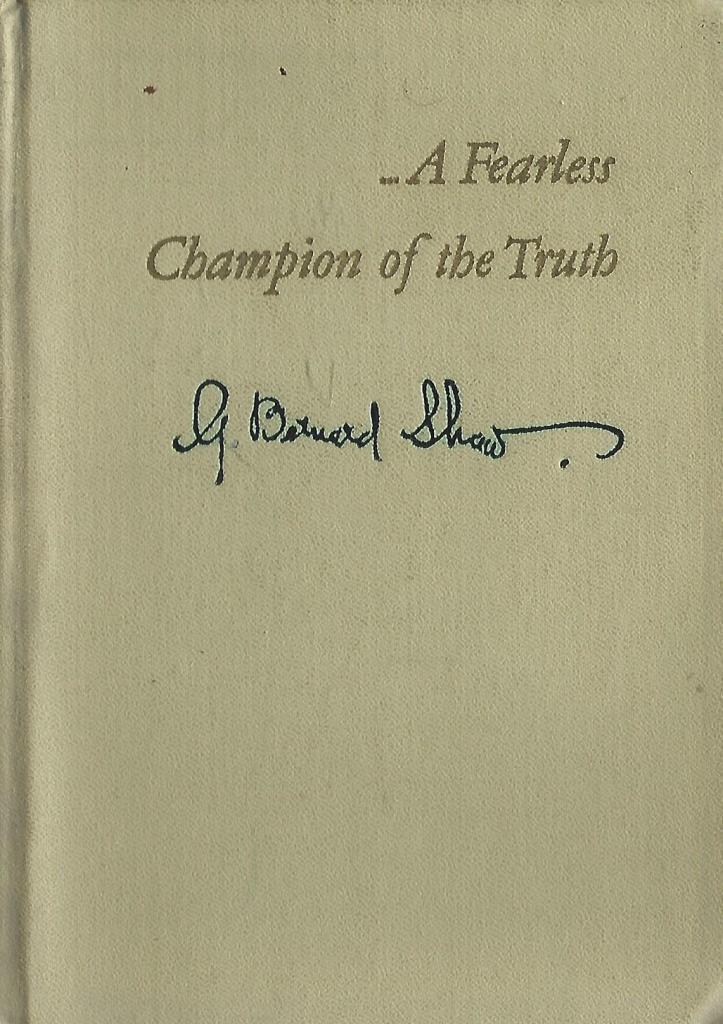 ...A Fearless
Champion of the Truth
G. Bernard Shaw.